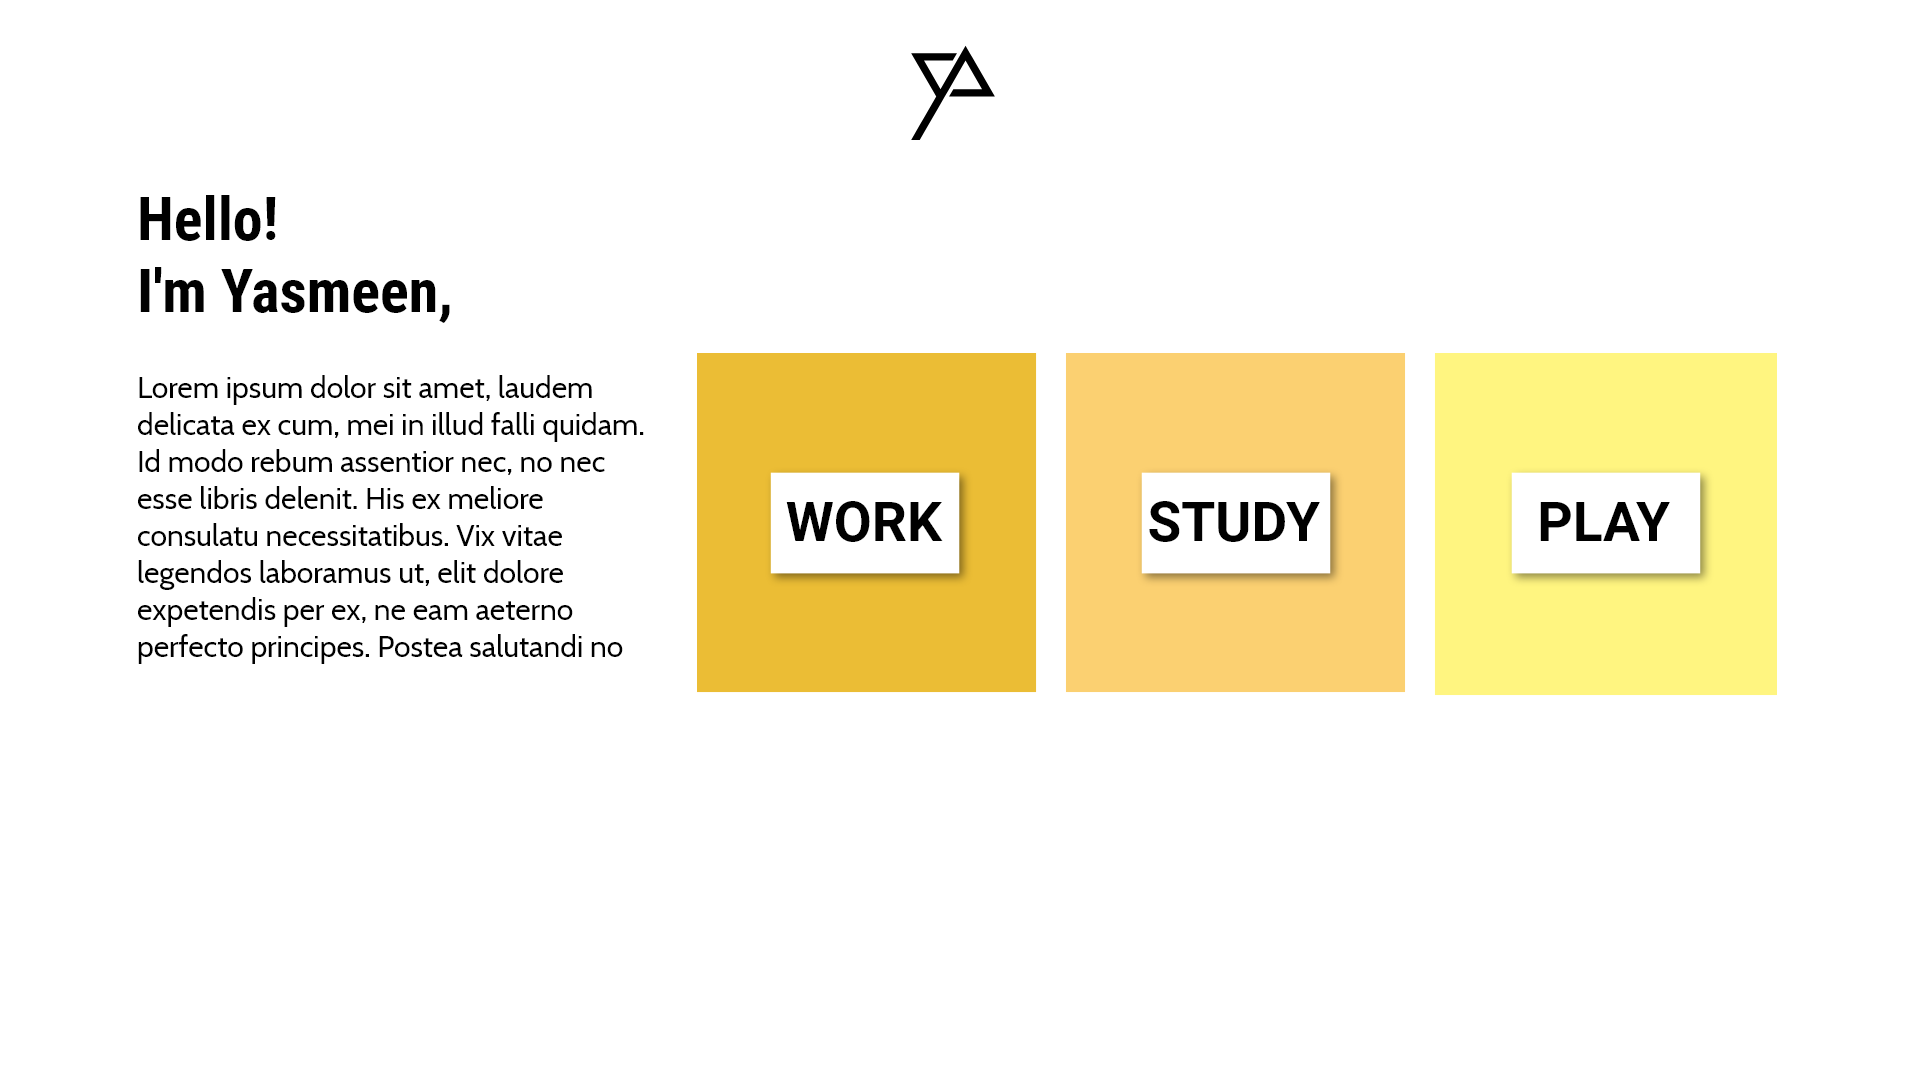 Hello!
I'm Yasmeen,
Lorem ipsum dolor sit amet, laudem
delicata ex cum, mei in illud falli quidam.
Id modo rebum assentior nec, no nec
esse libris delenit. His ex meliore
consulatu necessitatibus. Vix vitae
legendos laboramus ut, elit dolore
expetendis per ex, ne eam aeterno
perfecto principes. Postea salutandi no
WORK
STUDY
PLAY